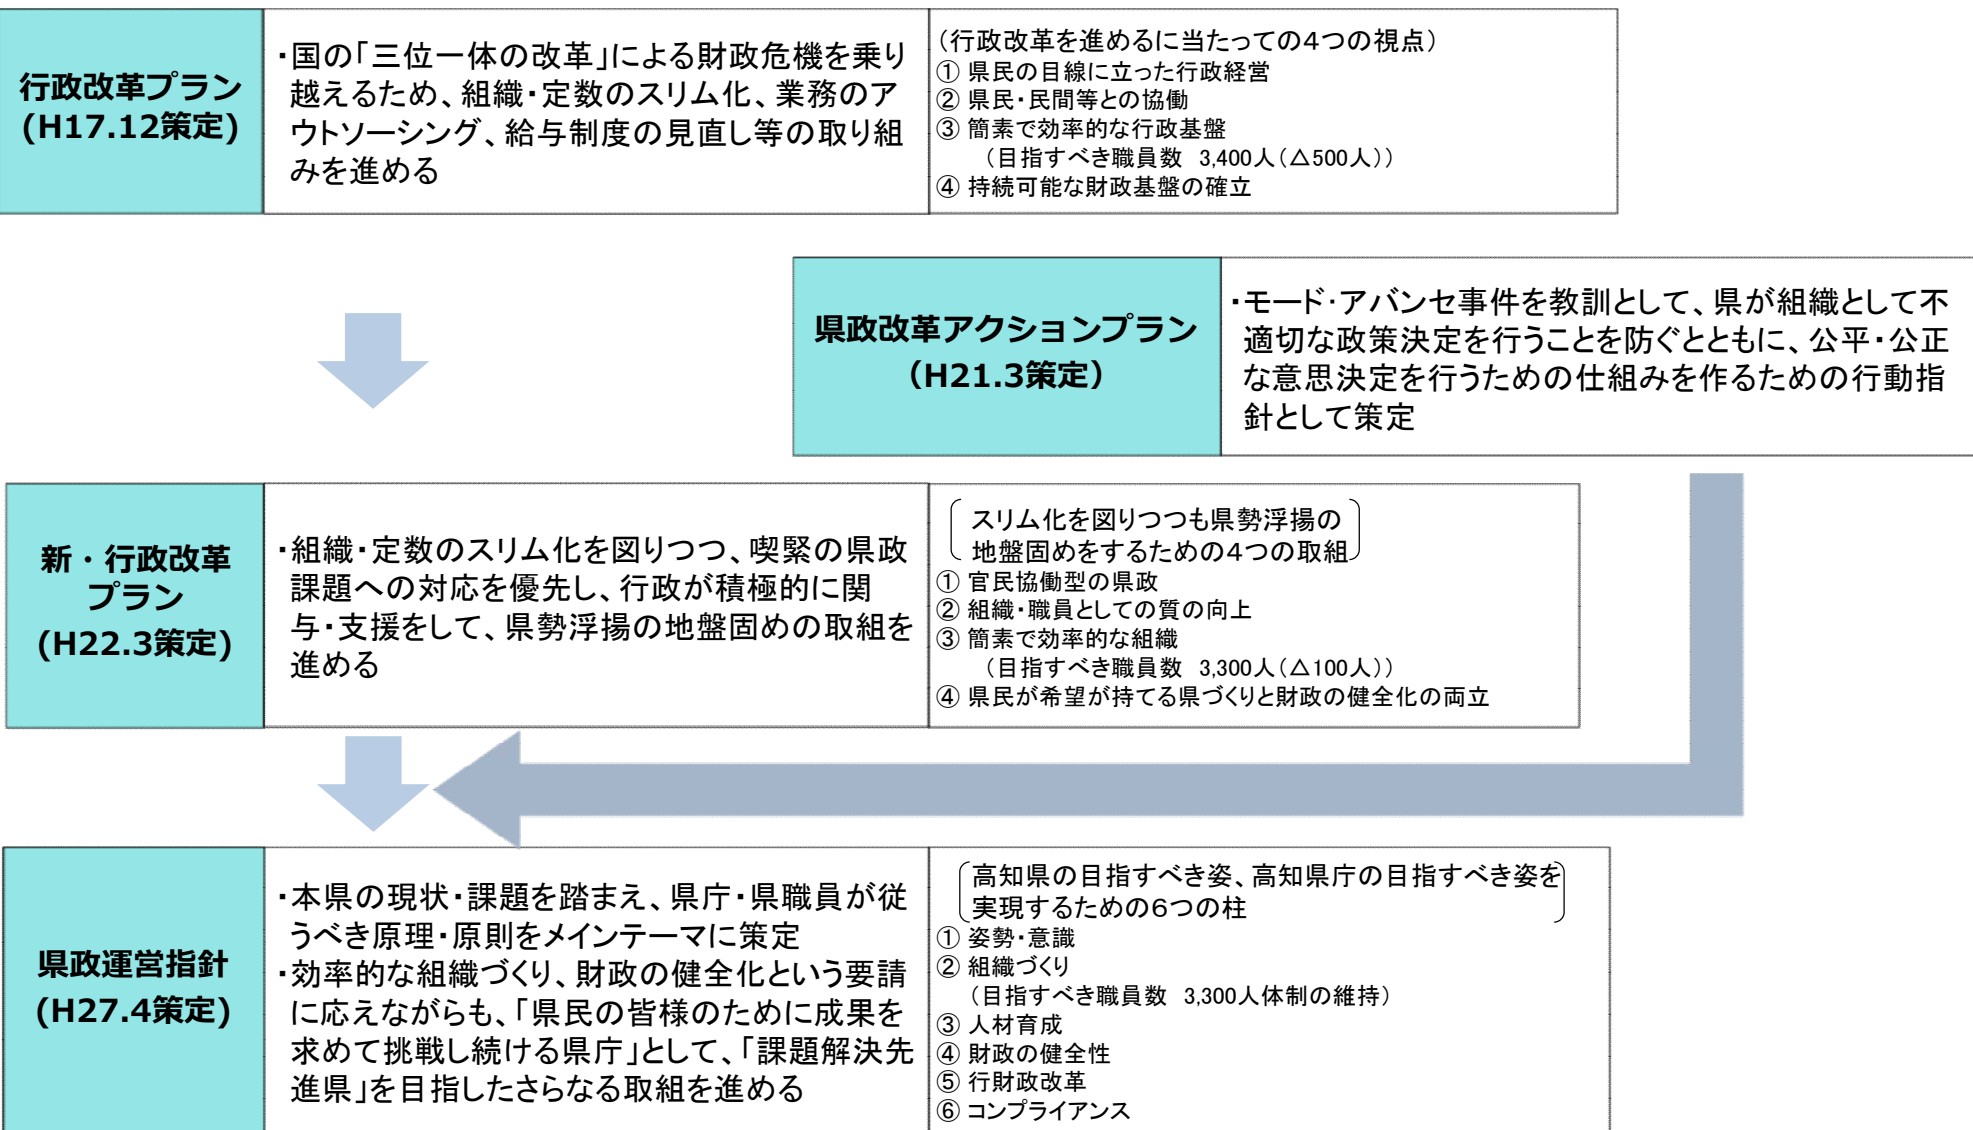 行政改革プラン
(H17.12策定)
・国の「三位一体の改革」による財政危機を乗り
越えるため、組織・定数のスリム化、業務のア
ウトソーシング、給与制度の見直し等の取り組
みを進める
（行政改革を進めるに当たっての４つの視点）
① 県民の目線に立った行政経営
② 県民・民間等との協働
③ 簡素で効率的な行政基盤
（目指すべき職員数 3,400人（△500人））
④ 持続可能な財政基盤の確立
県政改革アクションプラン
（H21.3策定）
・モード・アバンセ事件を教訓として、県が組織として不
適切な政策決定を行うことを防ぐとともに、公平・公正
な意思決定を行うための仕組みを作るための行動指
針として策定
新・行政改革
プラン
(H22.3策定)
・組織・定数のスリム化を図りつつ、喫緊の県政
課題への対応を優先し、行政が積極的に関
与・支援をして、県勢浮揚の地盤固めの取組を
進める
スリム化を図りつつも県勢浮揚の
地盤固めをするための４つの取組
① 官民協働型の県政
② 組織・職員としての質の向上
③ 簡素で効率的な組織
（目指すべき職員数 3,300人（△100人））
④ 県民が希望が持てる県づくりと財政の健全化の両立
県政運営指針
(H27.4策定)
・本県の現状・課題を踏まえ、県庁・県職員が従
うべき原理・原則をメインテーマに策定
・効率的な組織づくり、財政の健全化という要請
に応えながらも、「県民の皆様のために成果を
求めて挑戦し続ける県庁」として、「課題解決先
進県」を目指したさらなる取組を進める
高知県の目指すべき姿、高知県庁の目指すべき姿を
実現するための６つの柱
① 姿勢・意識
② 組織づくり
（目指すべき職員数 3,300人体制の維持）
③ 人材育成
④ 財政の健全性
⑤ 行財政改革
⑥ コンプライアンス